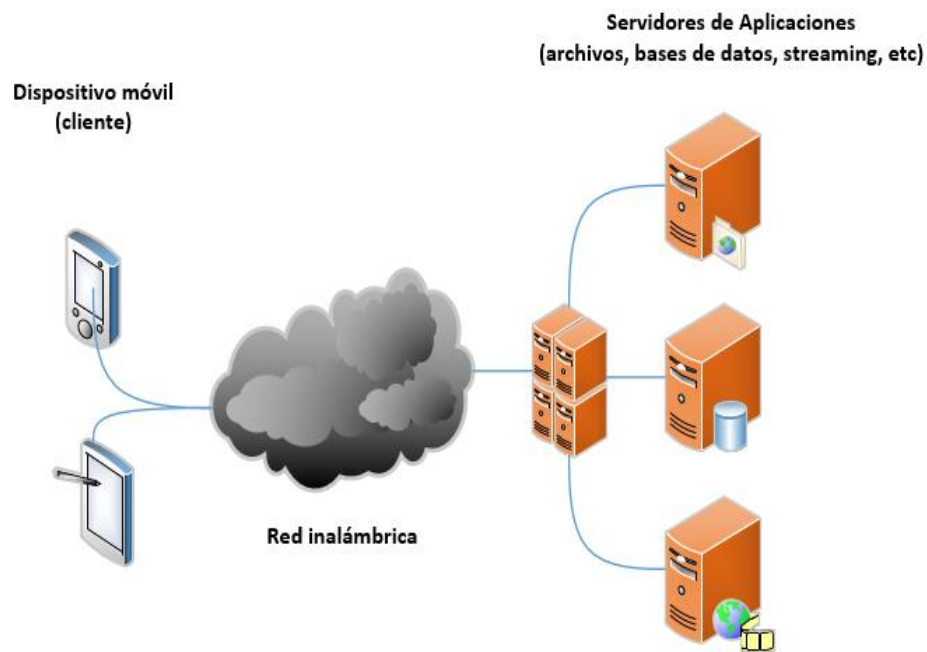 Servidores de Aplicaciones
(archivos, bases de datos, streaming, etc)
Dispositivo móvil
(cliente)
Red inalámbrica